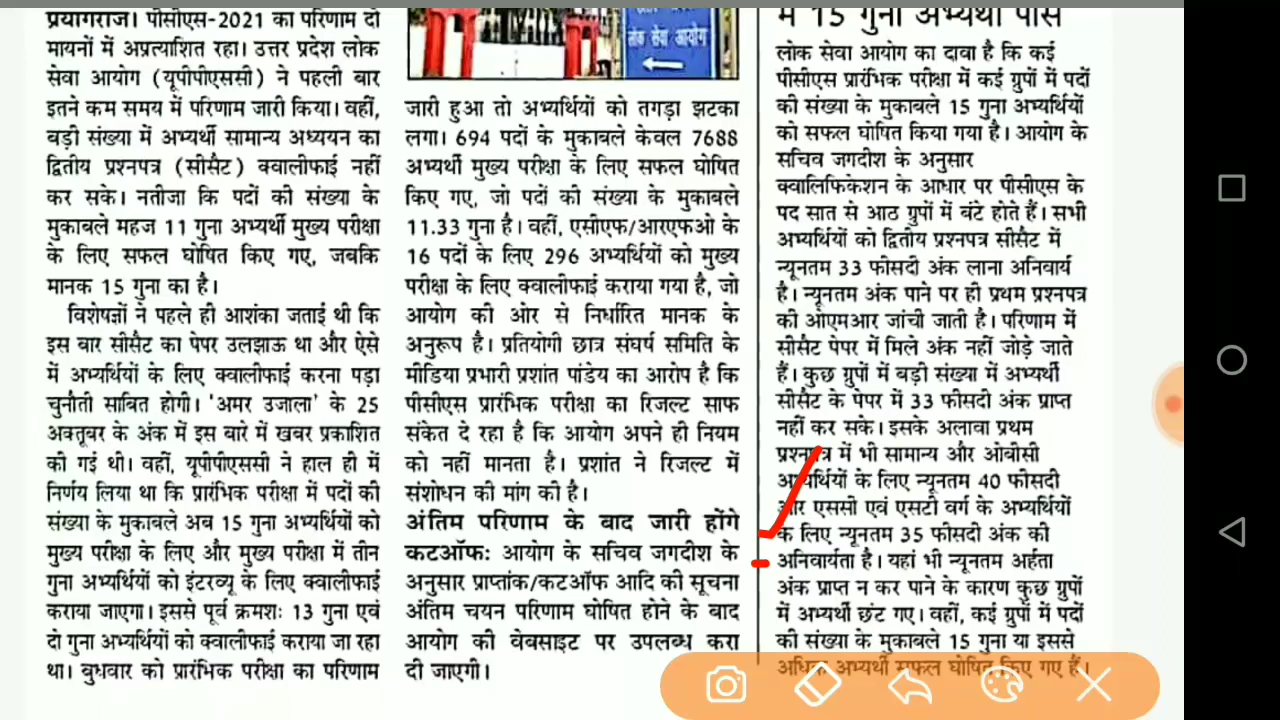 प्रयागराज। पीसीएस-2021 का परिणाम दो
मायनों में अप्रत्याशित रहा। उत्तर प्रदेश लोक
सेवा आयोग (यूपीपीएससी) ने पहली बार
इतने कम समय में परिणाम जारी किया। वहीं,
बड़ी संख्या में अभ्यर्थी सामान्य अध्ययन का
द्वितीय प्रश्नपत्र (सीसैट) क्वालीफाई नहीं
कर सके। नतीजा कि पदों की संख्या के
मुकाबले महज 11 गुना अभ्यर्थी मुख्य परीक्षा
के लिए सफल घोषित किए गए, जबकि
मानक 15 गुना का है।
विशेषज्ञों ने पहले ही आशंका जताई थी कि
इस बार सीसैट का पेपर उलझाऊ था और ऐसे
में अभ्यर्थियों के लिए क्वालीफाई करना पड़ा
चुनौती साबित होगी। 'अमर उजाला' के 25
अक्तूबर के अंक में इस बारे में खबर प्रकाशित
की गई थी। वहीं, यूपीपीएससी ने हाल ही में
निर्णय लिया था कि प्रारंभिक परीक्षा में पदों की
संख्या के मुकाबले अब 15 गुना अभ्यर्थियों को
मुख्य परीक्षा के लिए और मुख्य परीक्षा में तीन
गुना अभ्यर्थियों को इंटरव्यू के लिए क्वालीफाई
कराया जाएगा। इससे पूर्व क्रमशः 13 गुना एवं
दो गुना अभ्यर्थियों को क्वालीफाई कराया जा रहा
था। बुधवार को प्रारंभिक परीक्षा का परिणाम
लोक सेवा आयोग
जारी हुआ तो अभ्यर्थियों को तगड़ा झटका
लगा। 694 पदों के मुकाबले केवल 7688
अभ्यर्थी मुख्य परीक्षा के लिए सफल घोषित
किए गए, जो पदों की संख्या के मुकाबले
11.33 गुना है। वहीं, एसीएफ/आरएफओ के
16 पदों के लिए 296 अभ्यर्थियों को मुख्य
परीक्षा के लिए क्वालीफाई कराया गया है, जो
आयोग की ओर से निर्धारित मानक के
अनुरूप है। प्रतियोगी छात्र संघर्ष समिति के
मीडिया प्रभारी प्रशांत पांडेय का आरोप है कि
पीसीएस प्रारंभिक परीक्षा का रिजल्ट साफ
संकेत दे रहा है कि आयोग अपने ही नियम
को नहीं मानता है। प्रशांत ने रिजल्ट में
संशोधन की मांग की है।
अंतिम परिणाम के बाद जारी होंगे
कटऑफ: आयोग के सचिव जगदीश के
अनुसार प्राप्तांक/कटऑफ आदि की सूचना
अंतिम चयन परिणाम घोषित होने के बाद
आयोग की वेबसाइट पर उपलब्ध करा
दी जाएगी।
में 15 गुना अभ्यर्थी पास
लोक सेवा आयोग का दावा है कि कई
पीसीएस प्रारंभिक परीक्षा में कई ग्रुपों में पदों
की संख्या के मुकाबले 15 गुना अभ्यर्थियों
को सफल घोषित किया गया है। आयोग के
सचिव जगदीश के अनुसार
क्वालिफिकेशन के आधार पर पीसीएस के
पद सात से आठ ग्रुपों में बंटे होते हैं। सभी
अभ्यर्थियों को द्वितीय प्रश्नपत्र सीसैट में
न्यूनतम 33 फीसदी अंक लाना अनिवार्य
है। न्यूनतम अंक पाने पर ही प्रथम प्रश्नपत्र
की ओएमआर जांची जाती है। परिणाम में
सीसैट पेपर में मिले अंक नहीं जोड़े जाते
हैं। कुछ ग्रुपों में बड़ी संख्या में अभ्यर्थी
सीसैट के पेपर में 33 फीसदी अंक प्राप्त
नहीं कर सके। इसके अलावा प्रथम
प्रश्नपत्र में भी सामान्य और ओबीसी
अभ्यर्थियों के लिए न्यूनतम 40 फीसदी
और एससी एवं एसटी वर्ग के अभ्यर्थियों
के लिए न्यूनतम 35 फीसदी अंक की
अनिवार्यता है। यहां भी न्यूनतम अर्हता
अंक प्राप्त न कर पाने के कारण कुछ ग्रुपों
में अभ्यर्थी छंट गए। वहीं, कई ग्रुपों में पदों
की संख्या के मुकाबले 15 गुना या इससे
अधिक अभ्यर्थी सफल घोषित किए गए हैं।